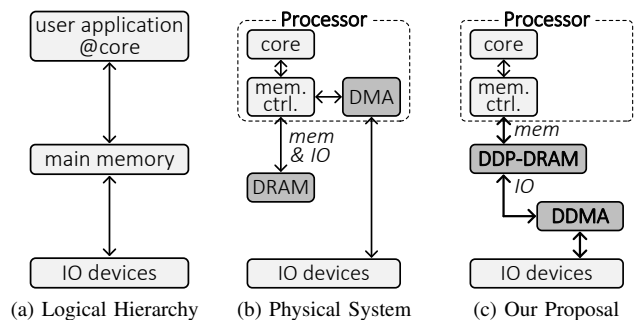 user application
@core
main memory
IO devices
(a) Logical Hierarchy
Processor
core
mem.
ctrl.
DMA
mem
& IO
DRAM
IO devices
(b) Physical System
Processor
core
mem.
ctrl.
mem
DDP-DRAM
IO
DDMA
IO devices
(c) Our Proposal